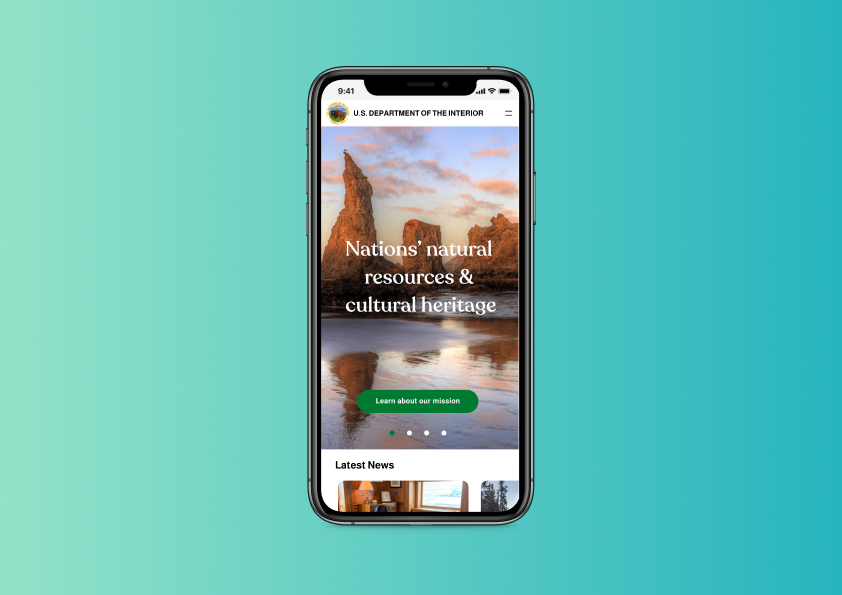 9:41
U.S. DEPARTMENT OF THE INTERIOR
Nations’ natural
resources &
cultural heritage
Learn about our mission
Latest News